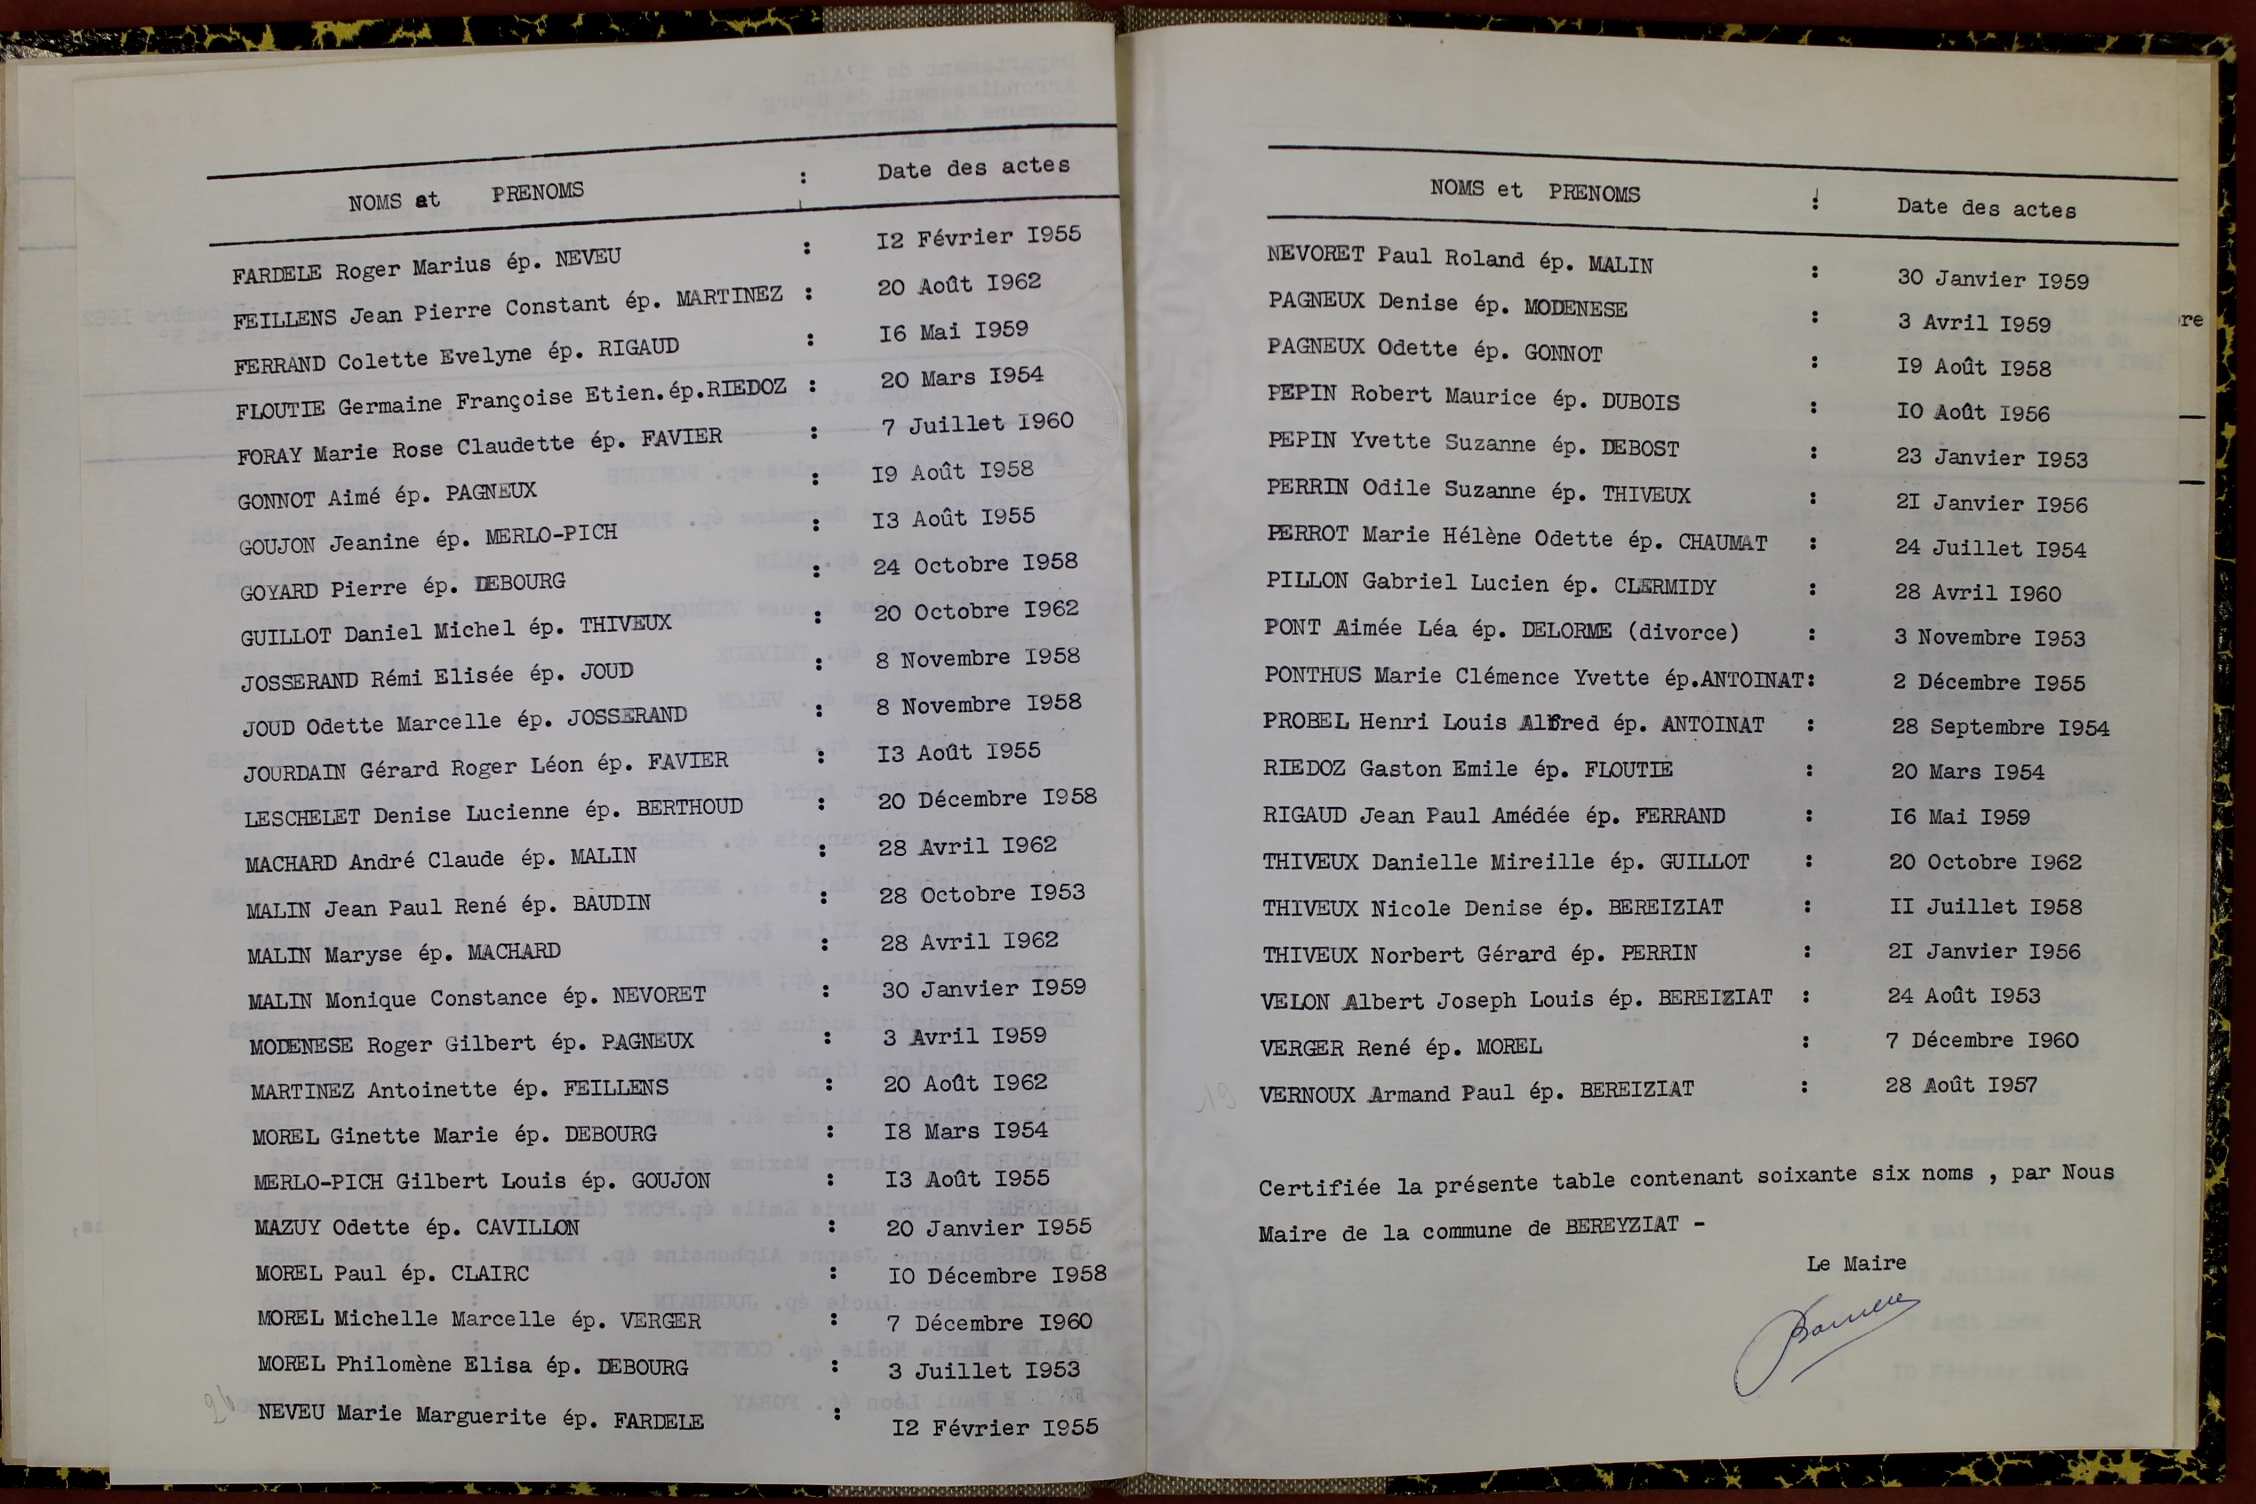 NOMS et PRENOMS : Date des actes
FARDELE Roger Marius ép. NEVEU : I2 Février I955
FEILLENS Jean Pierre Constant ép. MARTINEZ : 20 Août I962
FERRAND Colette Evelyne ép. RIGAUD : I6 Mai I959
FLOUTIE Germaine Françoise Etien.ép.RIEDOZ : 20 Mars I954
FORAY Marie Rose Claudette ép. FAVIER : 7 Juillet I960
GONNOT Aimé ép. PAGNEUX : I9 Août I958
GOUJON Jeanine ép. MERLO-PICH : I3 Août I955
GOYARD Pierre ép. DEBOURG : 24 Octobre I958
GUILLOT Daniel Michel ép. THIVEUX : 20 Octobre I962
JOSSERAND Rémi Elisée ép. JOUD : 8 Novembre I958
JOUD Odette Marcelle ép. JOSSERAND : 8 Novembre I958
JOURDAIN Gérard Roger Léon ép. FAVIER : I3 Août I955
LESCHELET Denise Lucienne ép. BERTHOUD : 20 Décembre I958
MACHARD André Claude ép. MALIN : 28 Avril I962
MALIN Jean Paul René ép. BAUDIN : 28 Octobre I953
MALIN Maryse ép. MACHARD : 28 Avril I962
MALIN Monique Constance ép. NEVORET : 30 Janvier I959
MODENESE Roger Gilbert ép. PAGNEUX : 3 Avril I959
MARTINEZ Antoinette ép. FEILLENS : 20 Août I962
MOREL Ginette Marie ép. DEBOURG : I8 Mars I954
MERLO-PICH Gilbert Louis ép. GOUJON : I3 Août I955
MAZUY Odette ép. CAVILLON : 20 Janvier I955
MOREL Paul ép. CLAIRC : I0 Décembre I958
MOREL Michelle Marcelle ép. VERGER : 7 Décembre I960
MOREL Philomène Elisa ép. DEBOURG : 3 Juillet I953
NEVEU Marie Marguerite ép. FARDELE : I2 Février I955
NOMS et PRENOMS : Date des actes
NEVORET Paul Roland ép. MALIN : 30 Janvier I959
PAGNEUX Denise ép. MODENESE : 3 Avril I959
PAGNEUX Odette ép. GONNOT : I9 Août I958
PEPIN Robert Maurice ép. DUBOIS : I0 Août I956
PEPIN Yvette Suzanne ép. DEBOST : 23 Janvier I953
PERRIN Odile Suzanne ép. THIVEUX : 2I Janvier I956
PERROT Marie Hélène Odette ép. CHAUMAT : 24 Juillet I954
PILLON Gabriel Lucien ép. CLERMIDY : 28 Avril I960
PONT Aimée Léa ép. DELORME (divorce) : 3 Novembre I953
PONTHUS Marie Clémence Yvette ép.ANTOINAT: 2 Décembre I955
PROBEL Henri Louis Alfred ép. ANTOINAT : 28 Septembre I954
RIEDOZ Gaston Emile ép. FLOUTIE : 20 Mars I954
RIGAUD Jean Paul Amédée ép. FERRAND : I6 Mai I959
THIVEUX Danielle Mireille ép. GUILLOT : 20 Octobre I962
THIVEUX Nicole Denise ép. BEREIZIAT : II Juillet I958
THIVEUX Norbert Gérard ép. PERRIN : 2I Janvier I956
VELON Albert Joseph Louis ép. BEREIZIAT : 24 Août I953
VERGER René ép. MOREL : 7 Décembre I960
VERNOUX Armand Paul ép. BEREIZIAT : 28 Août I957
Certifiée la présente table contenant soixante six noms , par Nous
Maire de la commune de BEREYZIAT -
Le Maire